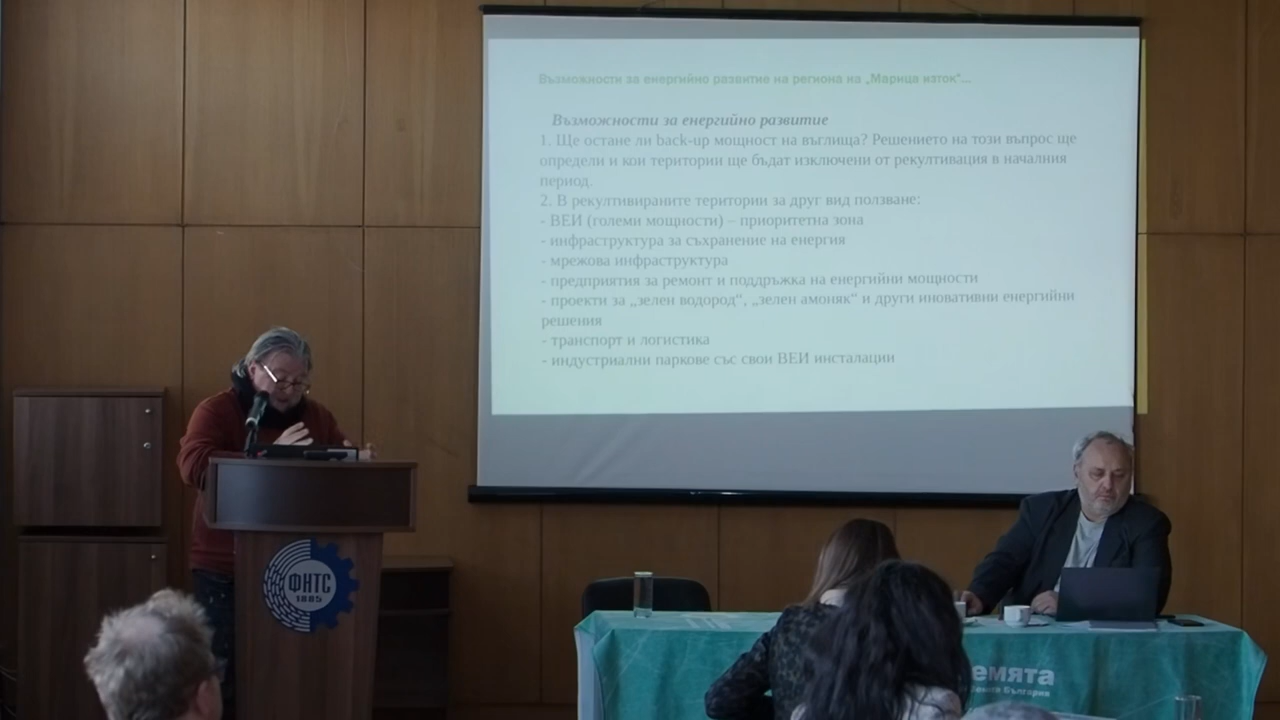 Възможности за енергийно развитие на региона на „Марица изток“...
Възможности за енергийно развитие
1. Ще остане ли back-up мощност на въглища? Решението на този въпрос ще
определи и кои територии ще бъдат изключени от рекултивация в началния
период.
2. В рекултивираните територии за друг вид ползване:
- ВЕИ (големи мощности) – приоритетна зона
- инфраструктура за съхранение на енергия
- мрежова инфраструктура
- предприятия за ремонт и поддръжка на енергийни мощности
- проекти за „зелен водород“, „зелен амоняк“ и други иновативни енергийни
решения
- транспорт и логистика
- индустриални паркове със свои ВЕИ инсталации
ФНТС
1885
емята
България